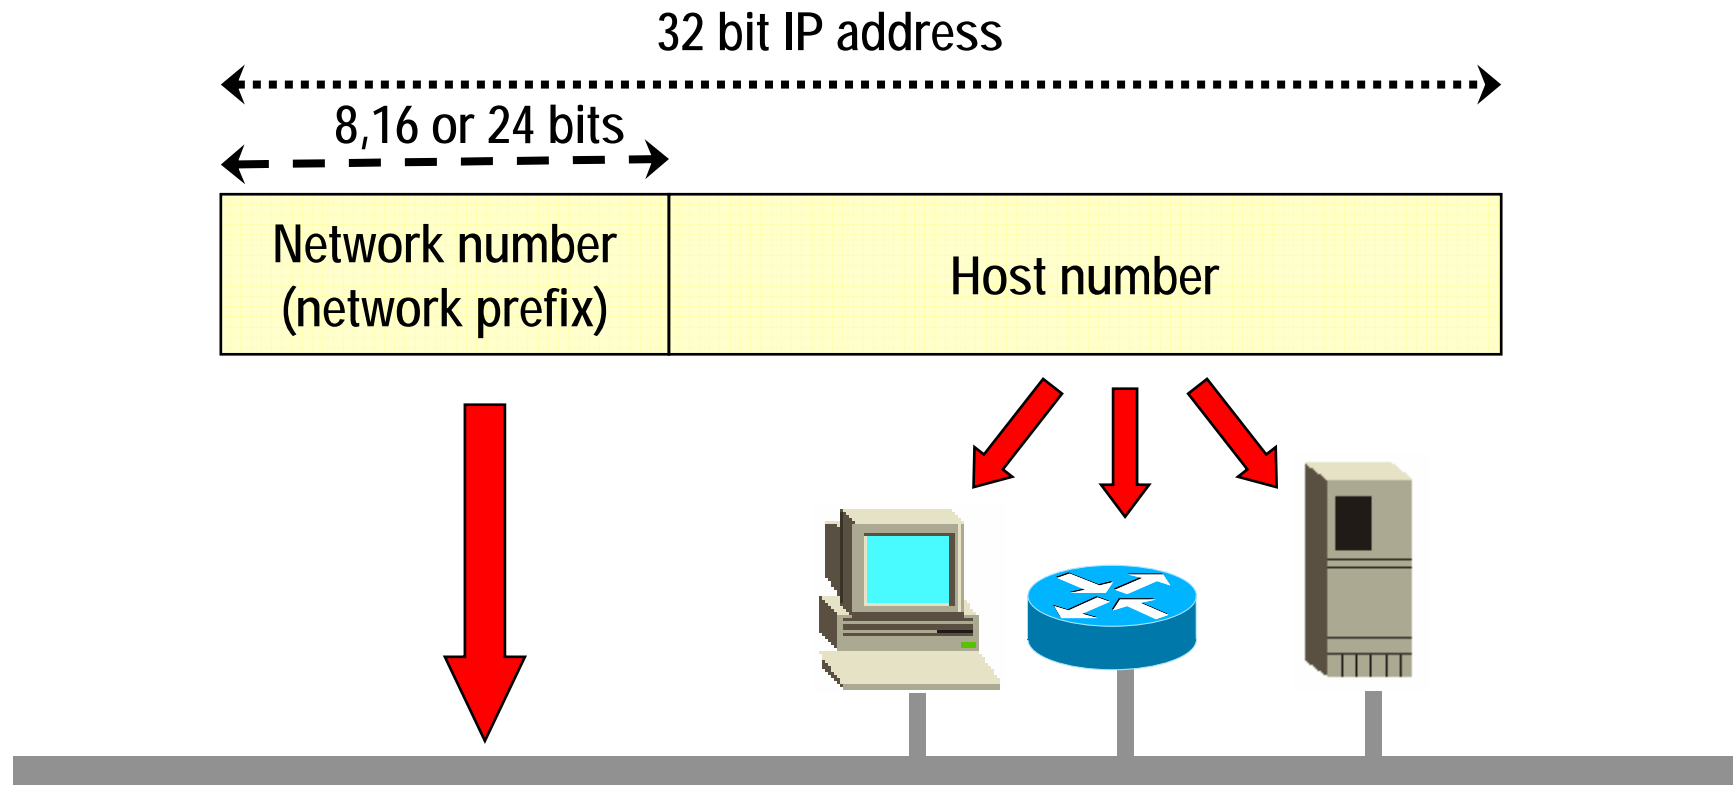 32 bit IP address
8,16 or 24 bits
Network number
(network prefix)
Host number